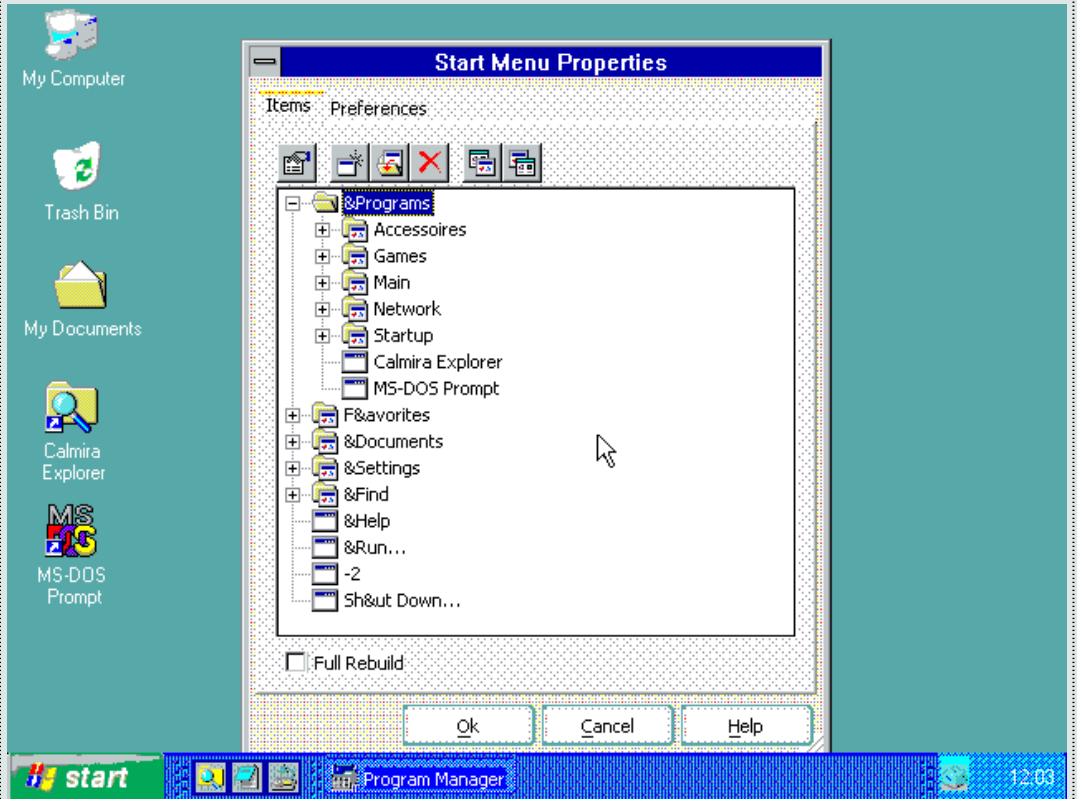 My Computer
Trash Bin
My Documents
Calmira
Explorer
MS
DOS
MS-DOS
Prompt
Start Menu Properties
Items Preferences
&Programs
Accessoires
Games
Main
Network
Startup
Calmira Explorer
MS-DOS Prompt
F&avorites
&Documents
&Settings
&Find
&Help
&Run...
-2
Sh&ut Down...
Full Rebuild
Ok Cancel Help
start Program Manager 12:03